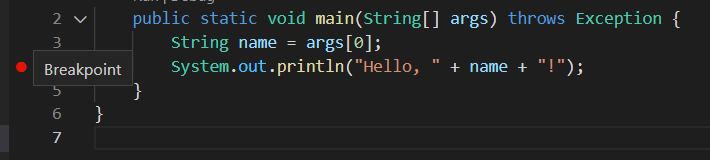 2 public static void main(String[] args) throws Exception {
3 String name = args[0];
Breakpoint System.out.println("Hello, " + name + "!");
5 }
6 }
7